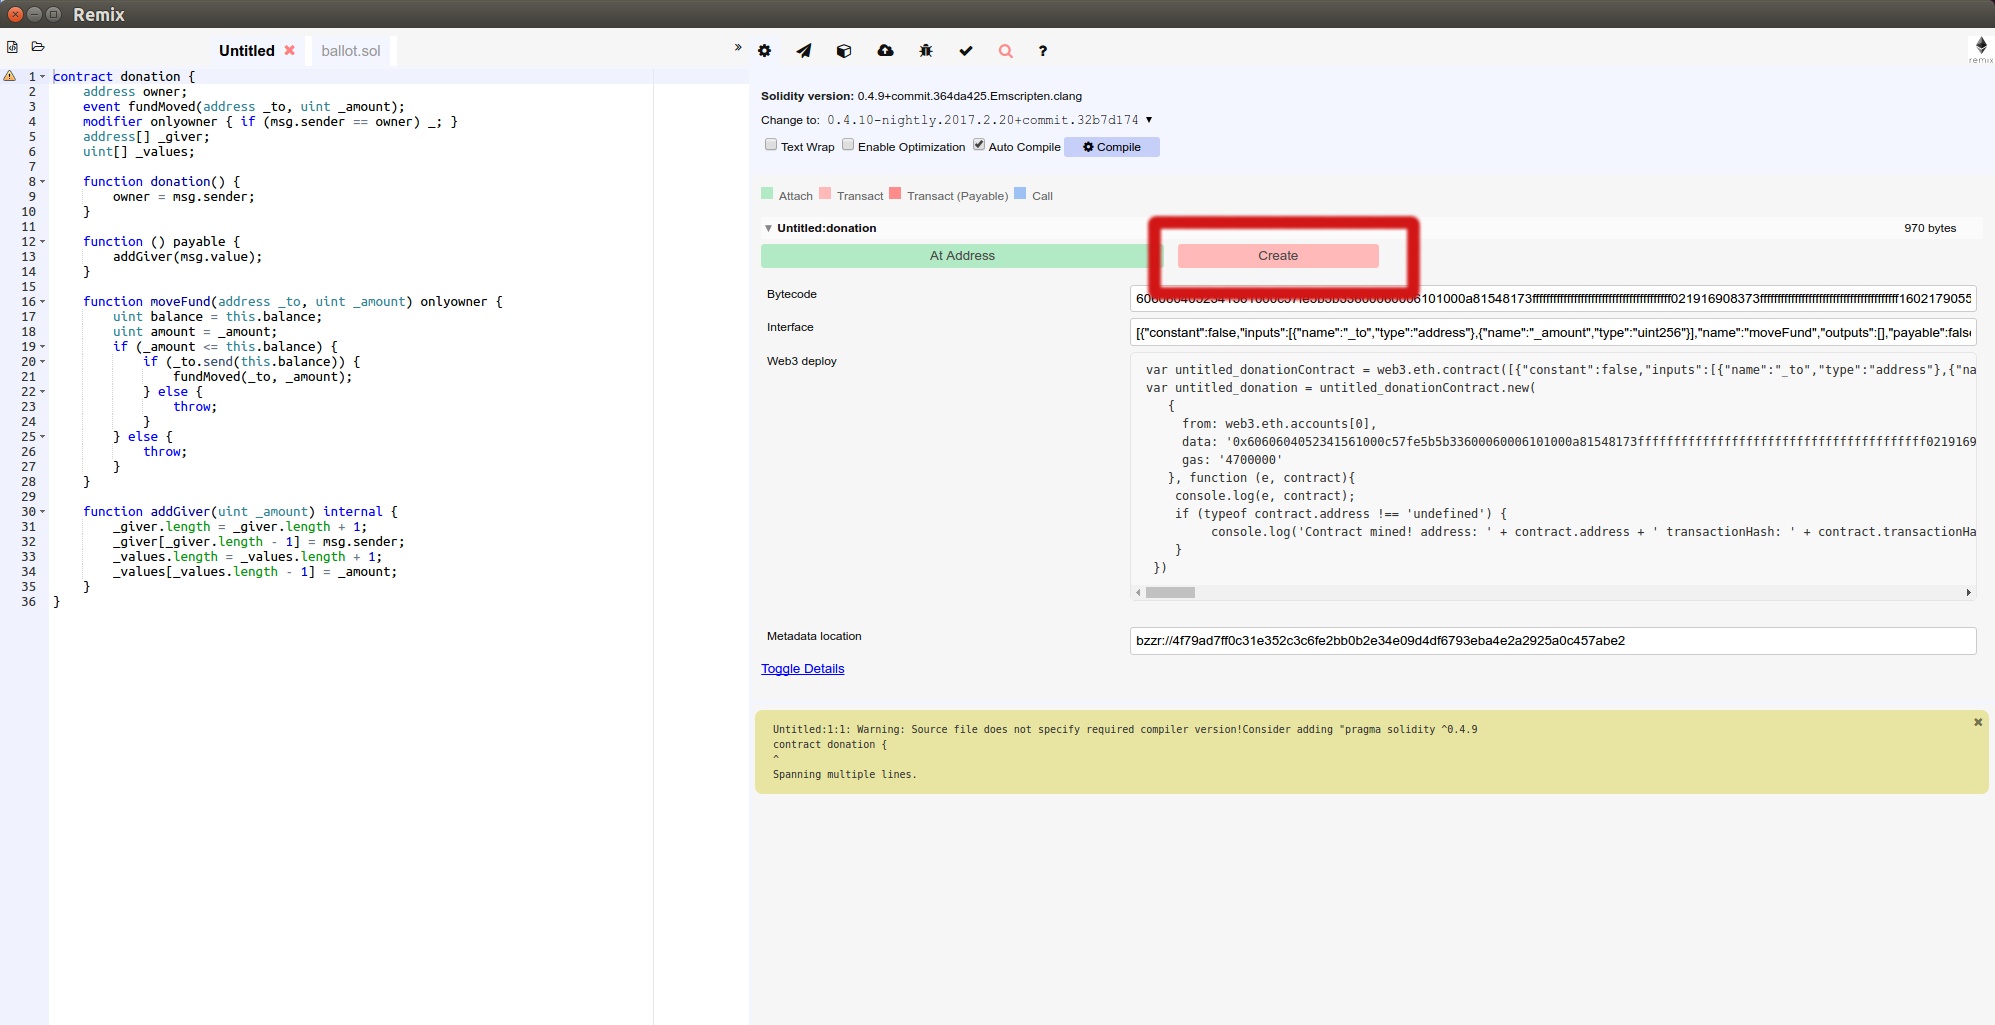 Remix
Untitled ✖ ballot.sol »
remix
1 contract donation {
2     address owner;
3     event fundMoved(address _to, uint _amount);
4     modifier onlyowner { if (msg.sender == owner) _; }
5     address[] _giver;
6     uint[] _values;
7
8     function donation() {
9         owner = msg.sender;
10     }
11
12     function () payable {
13         addGiver(msg.value);
14     }
15
16     function moveFund(address _to, uint _amount) onlyowner {
17         uint balance = this.balance;
18         uint amount = _amount;
19         if (_amount <= this.balance) {
20             if (_to.send(this.balance)) {
21                 fundMoved(_to, _amount);
22             } else {
23                 throw;
24             }
25         } else {
26             throw;
27         }
28     }
29
30     function addGiver(uint _amount) internal {
31         _giver.length = _giver.length + 1;
32         _giver[_giver.length - 1] = msg.sender;
33         _values.length = _values.length + 1;
34         _values[_values.length - 1] = _amount;
35     }
36 }
Solidity version: 0.4.9+commit.364da425.Emscripten.clang
Change to: 0.4.10-nightly.2017.2.20+commit.32b7d174
Text Wrap Enable Optimization Auto Compile Compile
Attach Transact Transact (Payable) Call
Untitled:donation 970 bytes
At Address Create
Bytecode
Interface [{"constant":false,"inputs":[{"name":"_to","type":"address"},{"name":"_amount","type":"uint256"}],"name":"moveFund","outputs":[],"payable":false
Web3 deploy
var untitled_donationContract = web3.eth.contract([{"constant":false,"inputs":[{"name":"_to","type":"address"},{"na
var untitled_donation = untitled_donationContract.new(
   {
     from: web3.eth.accounts[0],
     gas: '4700000'
   }, function (e, contract){
    console.log(e, contract);
    if (typeof contract.address !== 'undefined') {
         console.log('Contract mined! address: ' + contract.address + ' transactionHash: ' + contract.transactionHa
    }
 })
Metadata location bzzr://4f79ad7ff0c31e352c3c6fe2bb0b2e34e09d4df6793eba4e2a2925a0c457abe2
Toggle Details
Untitled:1:1: Warning: Source file does not specify required compiler version!Consider adding "pragma solidity ^0.4.9
contract donation {
^
Spanning multiple lines.